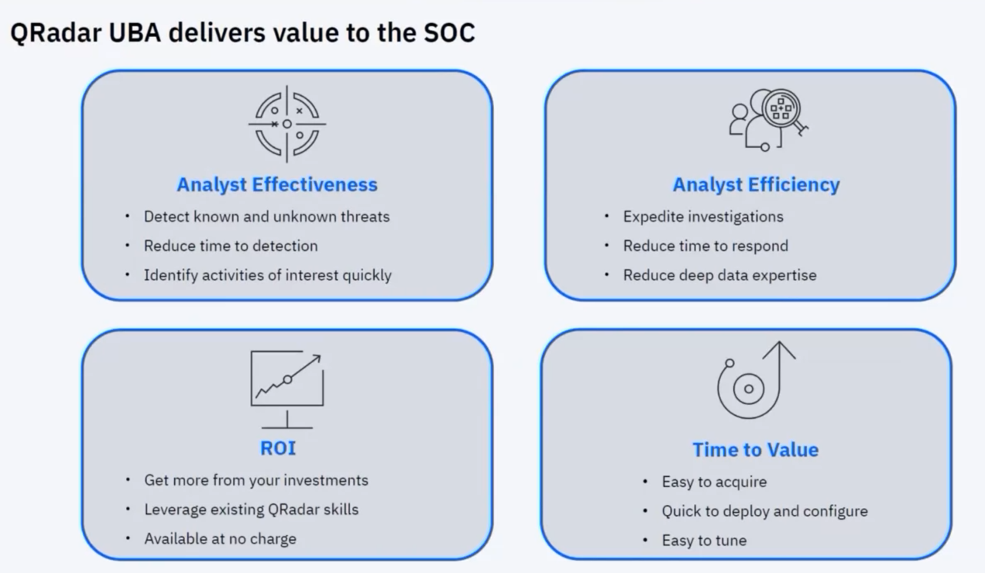 QRadar UBA delivers value to the SOC
Analyst Effectiveness
• Detect known and unknown threats
• Reduce time to detection
• Identify activities of interest quickly
Analyst Efficiency
• Expedite investigations
• Reduce time to respond
• Reduce deep data expertise
ROI
• Get more from your investments
• Leverage existing QRadar skills
• Available at no charge
Time to Value
• Easy to acquire
• Quick to deploy and configure
• Easy to tune